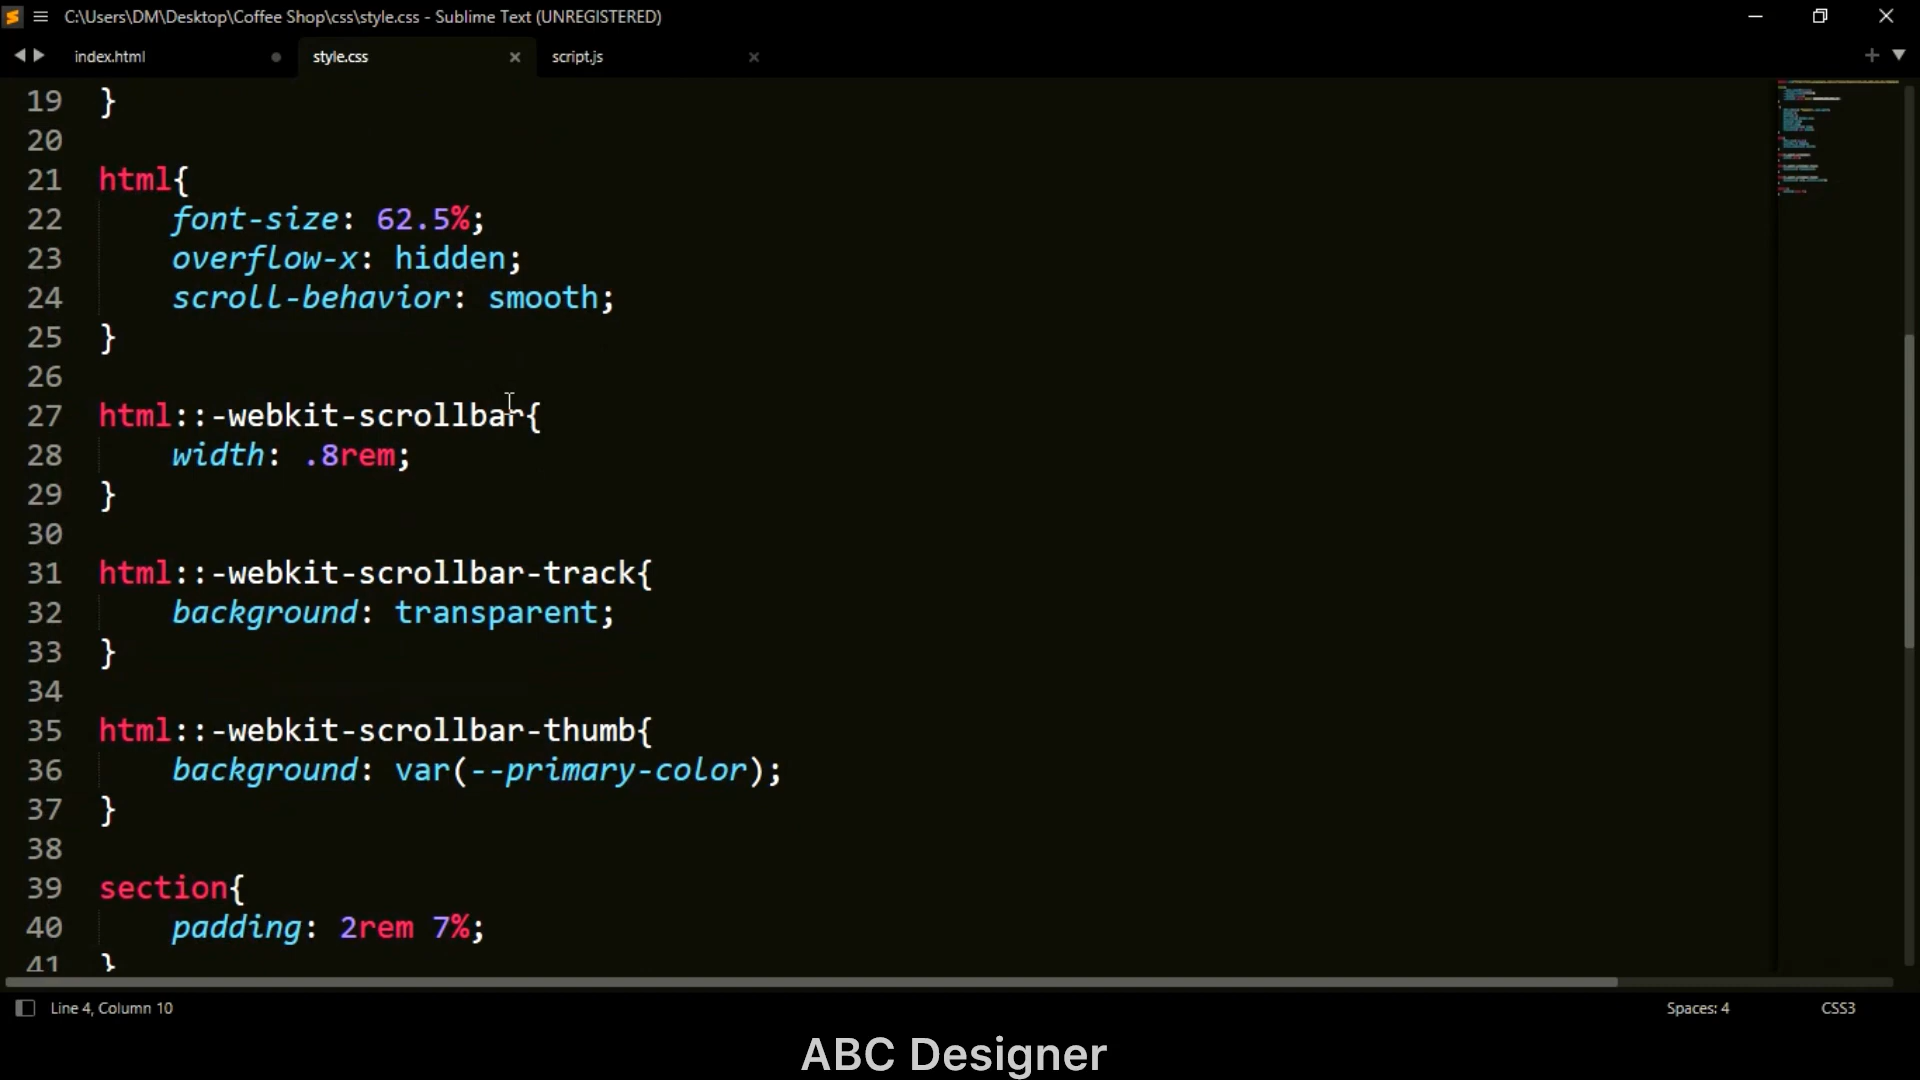 C:\Users\DM\Desktop\Coffee Shop\css\style.css - Sublime Text (UNREGISTERED)
index.html
style.css
script.js
19 }
20
21 html{
22 font-size: 62.5%;
23 overflow-x: hidden;
24 scroll-behavior: smooth;
25 }
26
27 html::-webkit-scrollbar{
28 width: .8rem;
29 }
30
31 html::-webkit-scrollbar-track{
32 background: transparent;
33 }
34
35 html::-webkit-scrollbar-thumb{
36 background: var(--primary-color);
37 }
38
39 section{
40 padding: 2rem 7%;
41 }
Line 4, Column 10
Spaces: 4
CSS3
ABC Designer